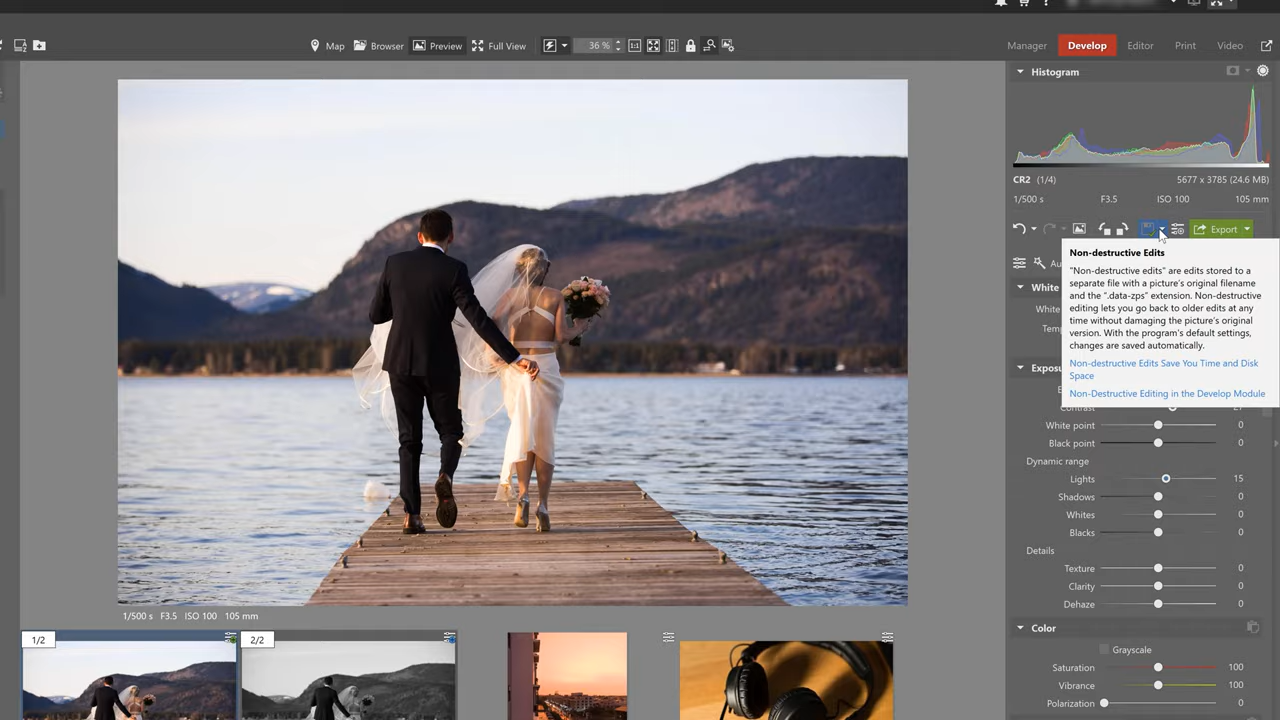 Map Browser Preview Full View 36 % 1:1 Manager Develop Editor Print Video
Histogram
CR2 (1/4) 5677 x 3785 (24.6 MB)
1/500 s F3.5 ISO 100 105 mm
Export
Non-destructive Edits
"Non-destructive edits" are edits stored to a
separate file with a picture's original filename
and the ".data-zps" extension. Non-destructive
editing lets you go back to older edits at any
time without damaging the picture's original
version. With the program's default settings,
changes are saved automatically.
Non-destructive Edits Save You Time and Disk
Space
Non-Destructive Editing in the Develop Module
Au
White
White
Temp
Exposu
E
Contrast 27
White point 0
Black point 0
Dynamic range
Lights 15
Shadows 0
Whites 0
Blacks 0
Details
Texture 0
Clarity 0
Dehaze 0
Color
Grayscale
Saturation 100
Vibrance 100
Polarization 0
1/500 s F3.5 ISO 100 105 mm
1/2 2/2